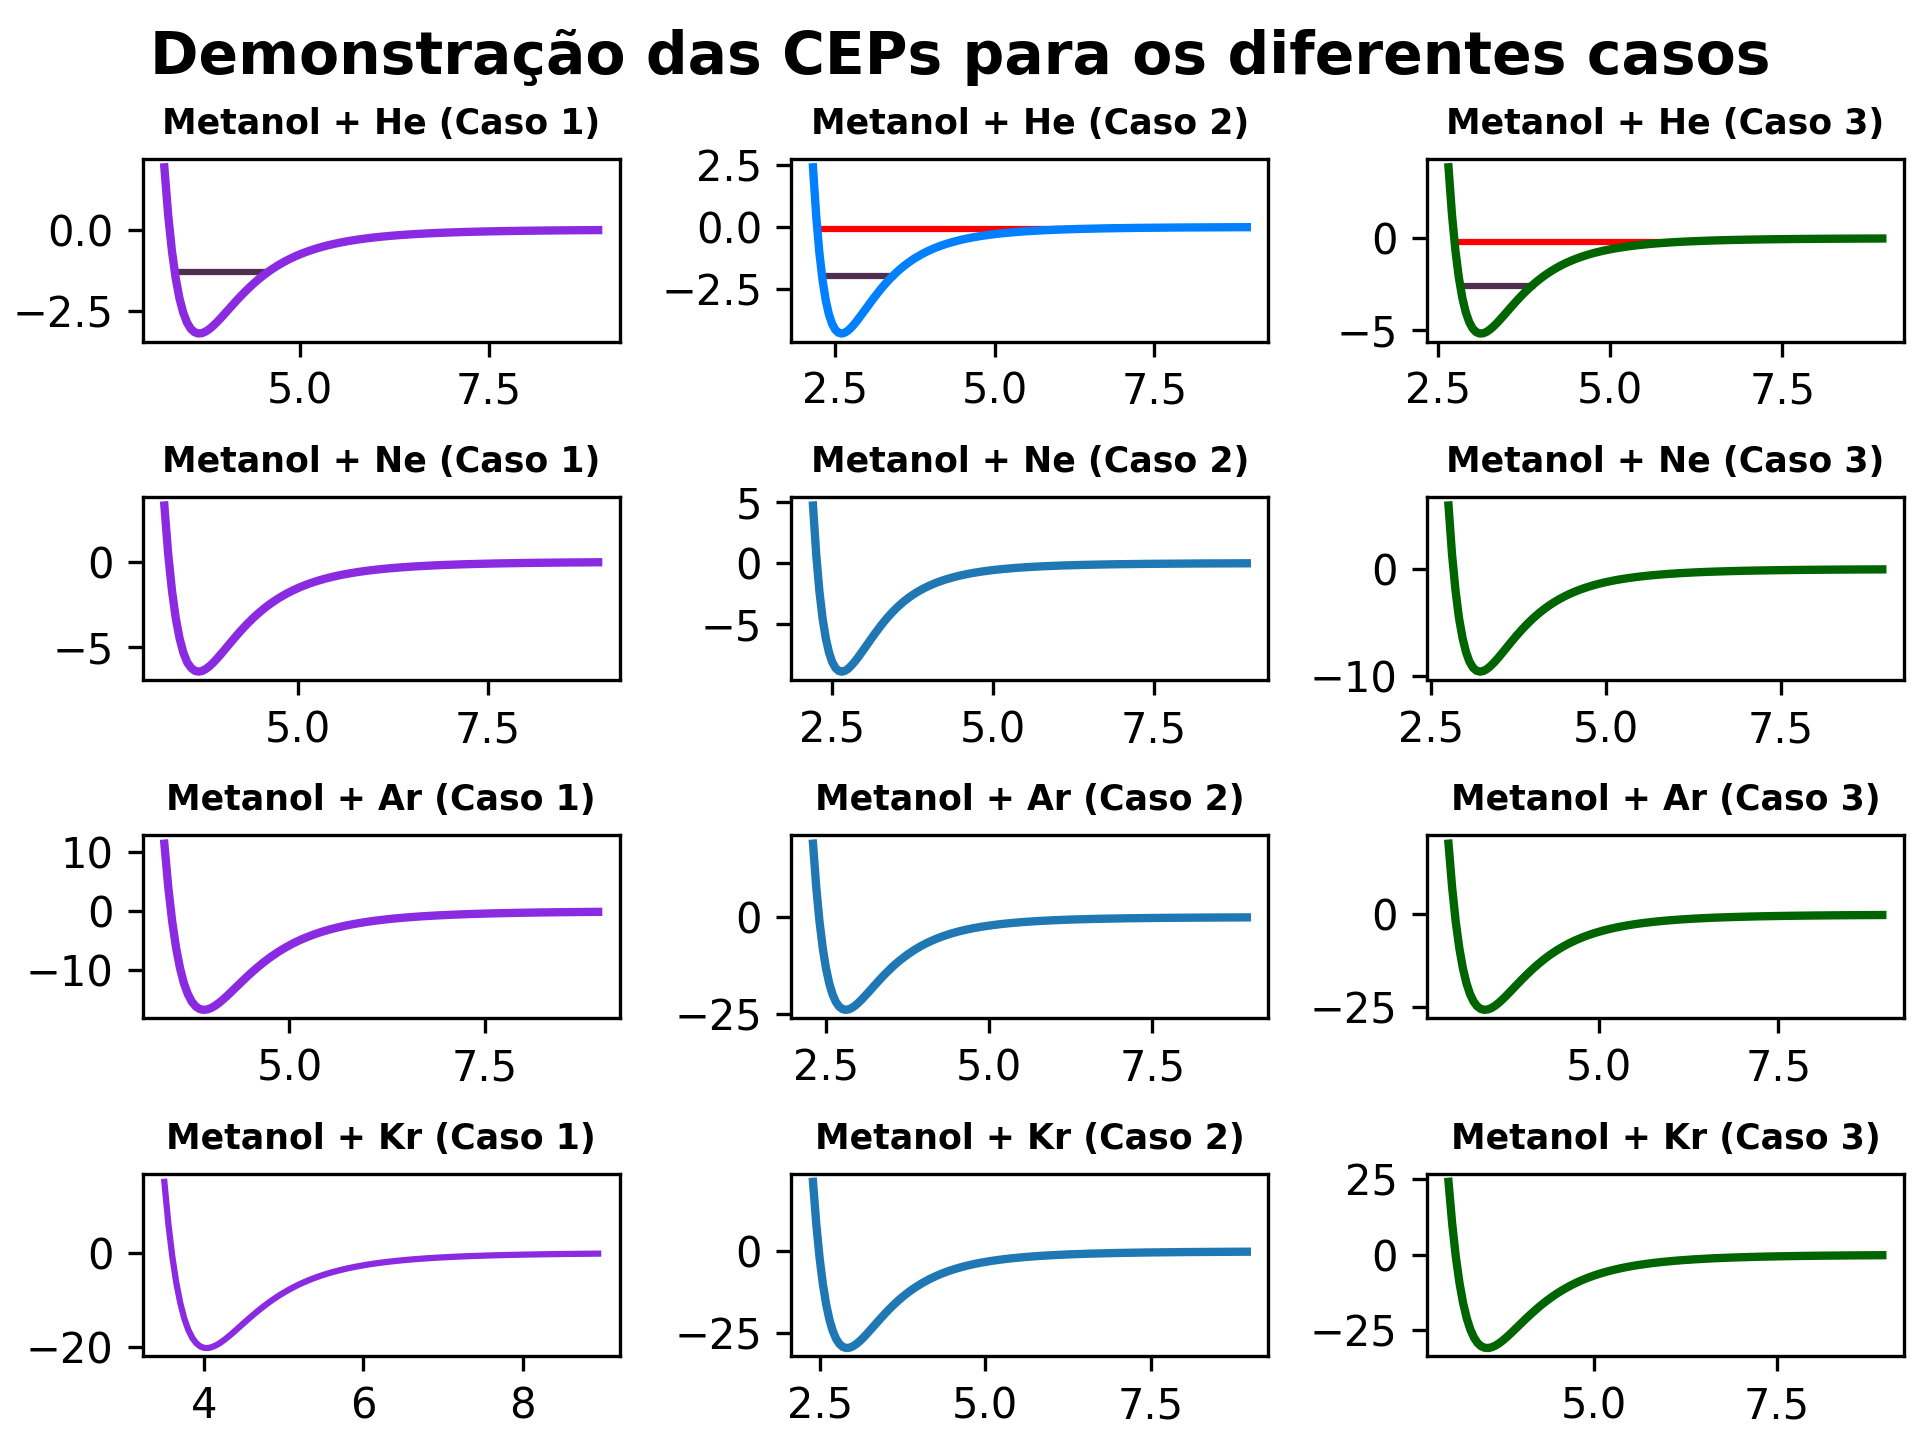 Demonstração das CEPs para os diferentes casos
Metanol + He (Caso 1)
0.0
−2.5
5.0 7.5
Metanol + He (Caso 2)
2.5
0.0
−2.5
2.5 5.0 7.5
Metanol + He (Caso 3)
0
−5
2.5 5.0 7.5
Metanol + Ne (Caso 1)
0
−5
5.0 7.5
Metanol + Ne (Caso 2)
5
0
−5
2.5 5.0 7.5
Metanol + Ne (Caso 3)
0
−10
2.5 5.0 7.5
Metanol + Ar (Caso 1)
10
0
−10
5.0 7.5
Metanol + Ar (Caso 2)
0
−25
2.5 5.0 7.5
Metanol + Ar (Caso 3)
0
−25
5.0 7.5
Metanol + Kr (Caso 1)
0
−20
4 6 8
Metanol + Kr (Caso 2)
0
−25
2.5 5.0 7.5
Metanol + Kr (Caso 3)
25
0
−25
5.0 7.5